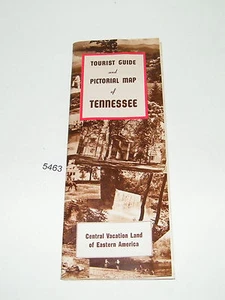 TOURIST GUIDE
and
PICTORIAL MAP
of
TENNESSEE
5463
Central Vacation Land
of Eastern America